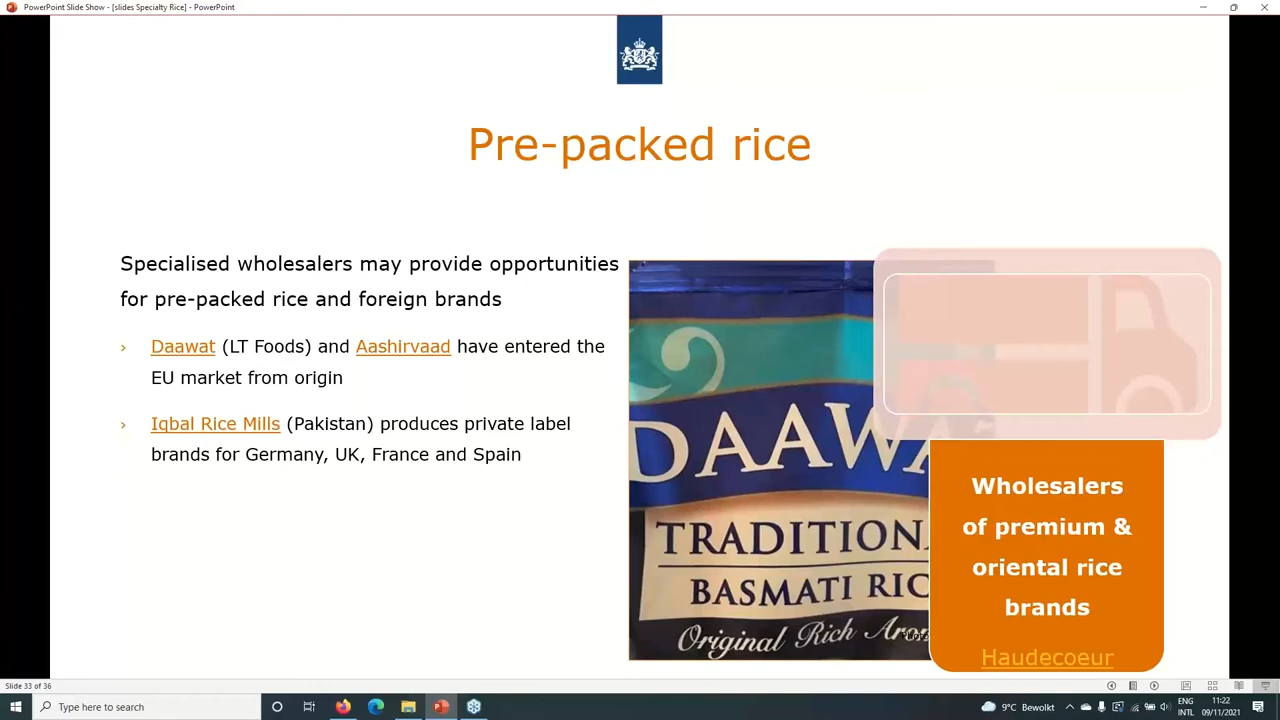 PowerPoint Slide Show - [slides Specialty Rice] - PowerPoint
Pre-packed rice
Specialised wholesalers may provide opportunities
for pre-packed rice and foreign brands
› Daawat (LT Foods) and Aashirvaad have entered the
EU market from origin
› Iqbal Rice Mills (Pakistan) produces private label
brands for Germany, UK, France and Spain
DAAW
TRADITIONA
BASMATI RIC
Original Rich Aro
Wholesalers
of premium &
oriental rice
brands
Haudecoeur
Slide 33 of 36
Type here to search
9°C Bewolkt
ENG
INTL
11:22
09/11/2021